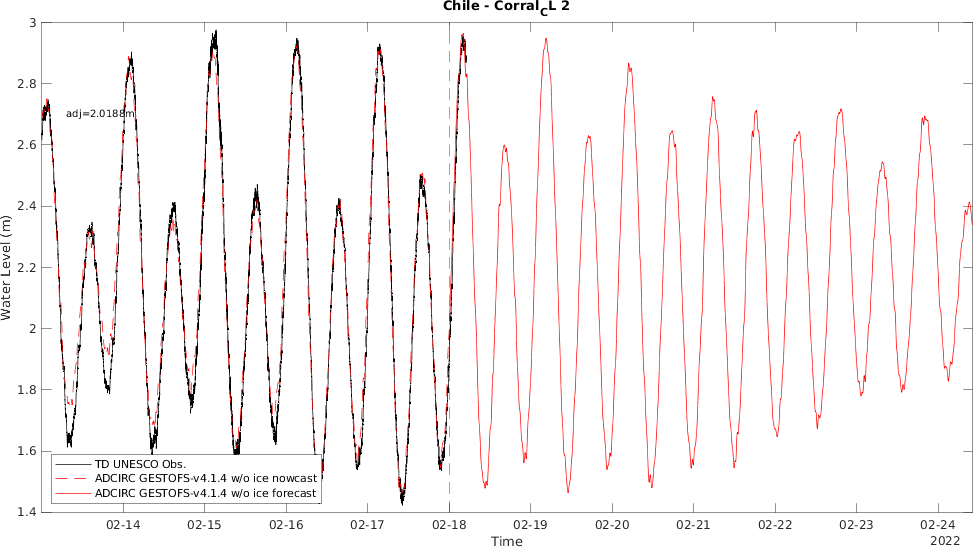 Chile - Corral_CL 2
3
2.8
2.6
2.4
2.2
2
1.8
1.6
1.4
Water Level (m)
adj=2.0188m
TD UNESCO Obs.
ADCIRC GESTOFS-v4.1.4 w/o ice nowcast
ADCIRC GESTOFS-v4.1.4 w/o ice forecast
02-14 02-15 02-16 02-17 02-18 02-19 02-20 02-21 02-22 02-23 02-24
Time
2022